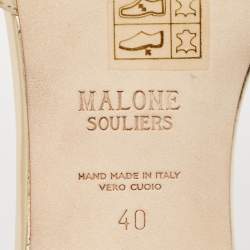 MALONE
SOULIERS
HAND MADE IN ITALY
VERO CUOIO
40